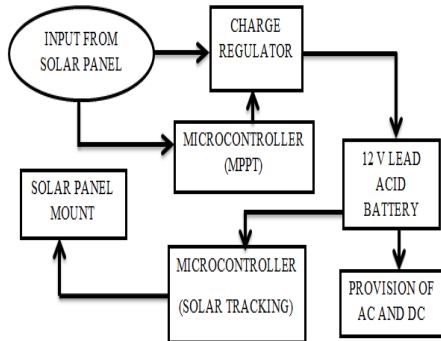 INPUT FROM
SOLAR PANEL
CHARGE
REGULATOR
MICROCONTROLLER
(MPPT)
12 V LEAD
ACID
BATTERY
SOLAR PANEL
MOUNT
MICROCONTROLLER
(SOLAR TRACKING)
PROVISION OF
AC AND DC